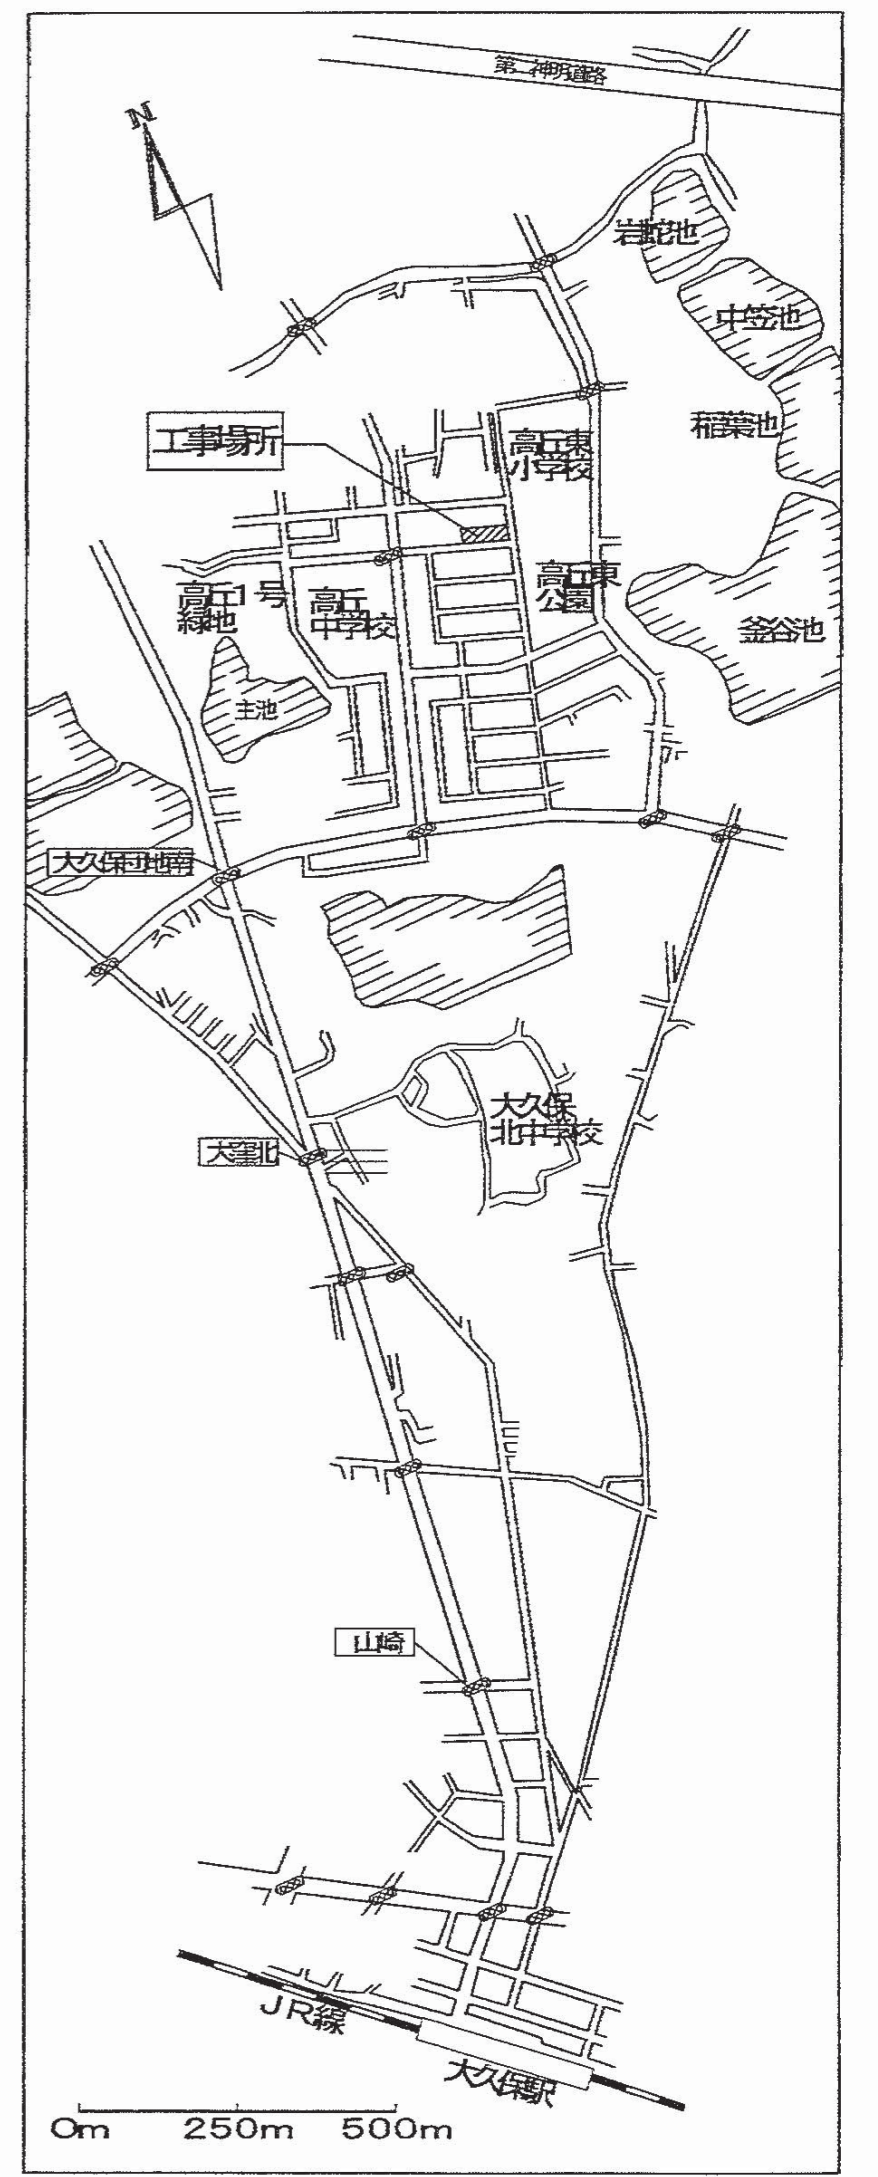 第二神明道路
N
岩蛇池
中笠池
稲葉池
工事場所
高丘東
小学校
高丘東
公園
高丘1号
緑地
高丘
中学校
釜谷池
主池
大久保団地南
大久保
北中学校
大窪北
山崎
JR線
大久保駅
0m 250m 500m